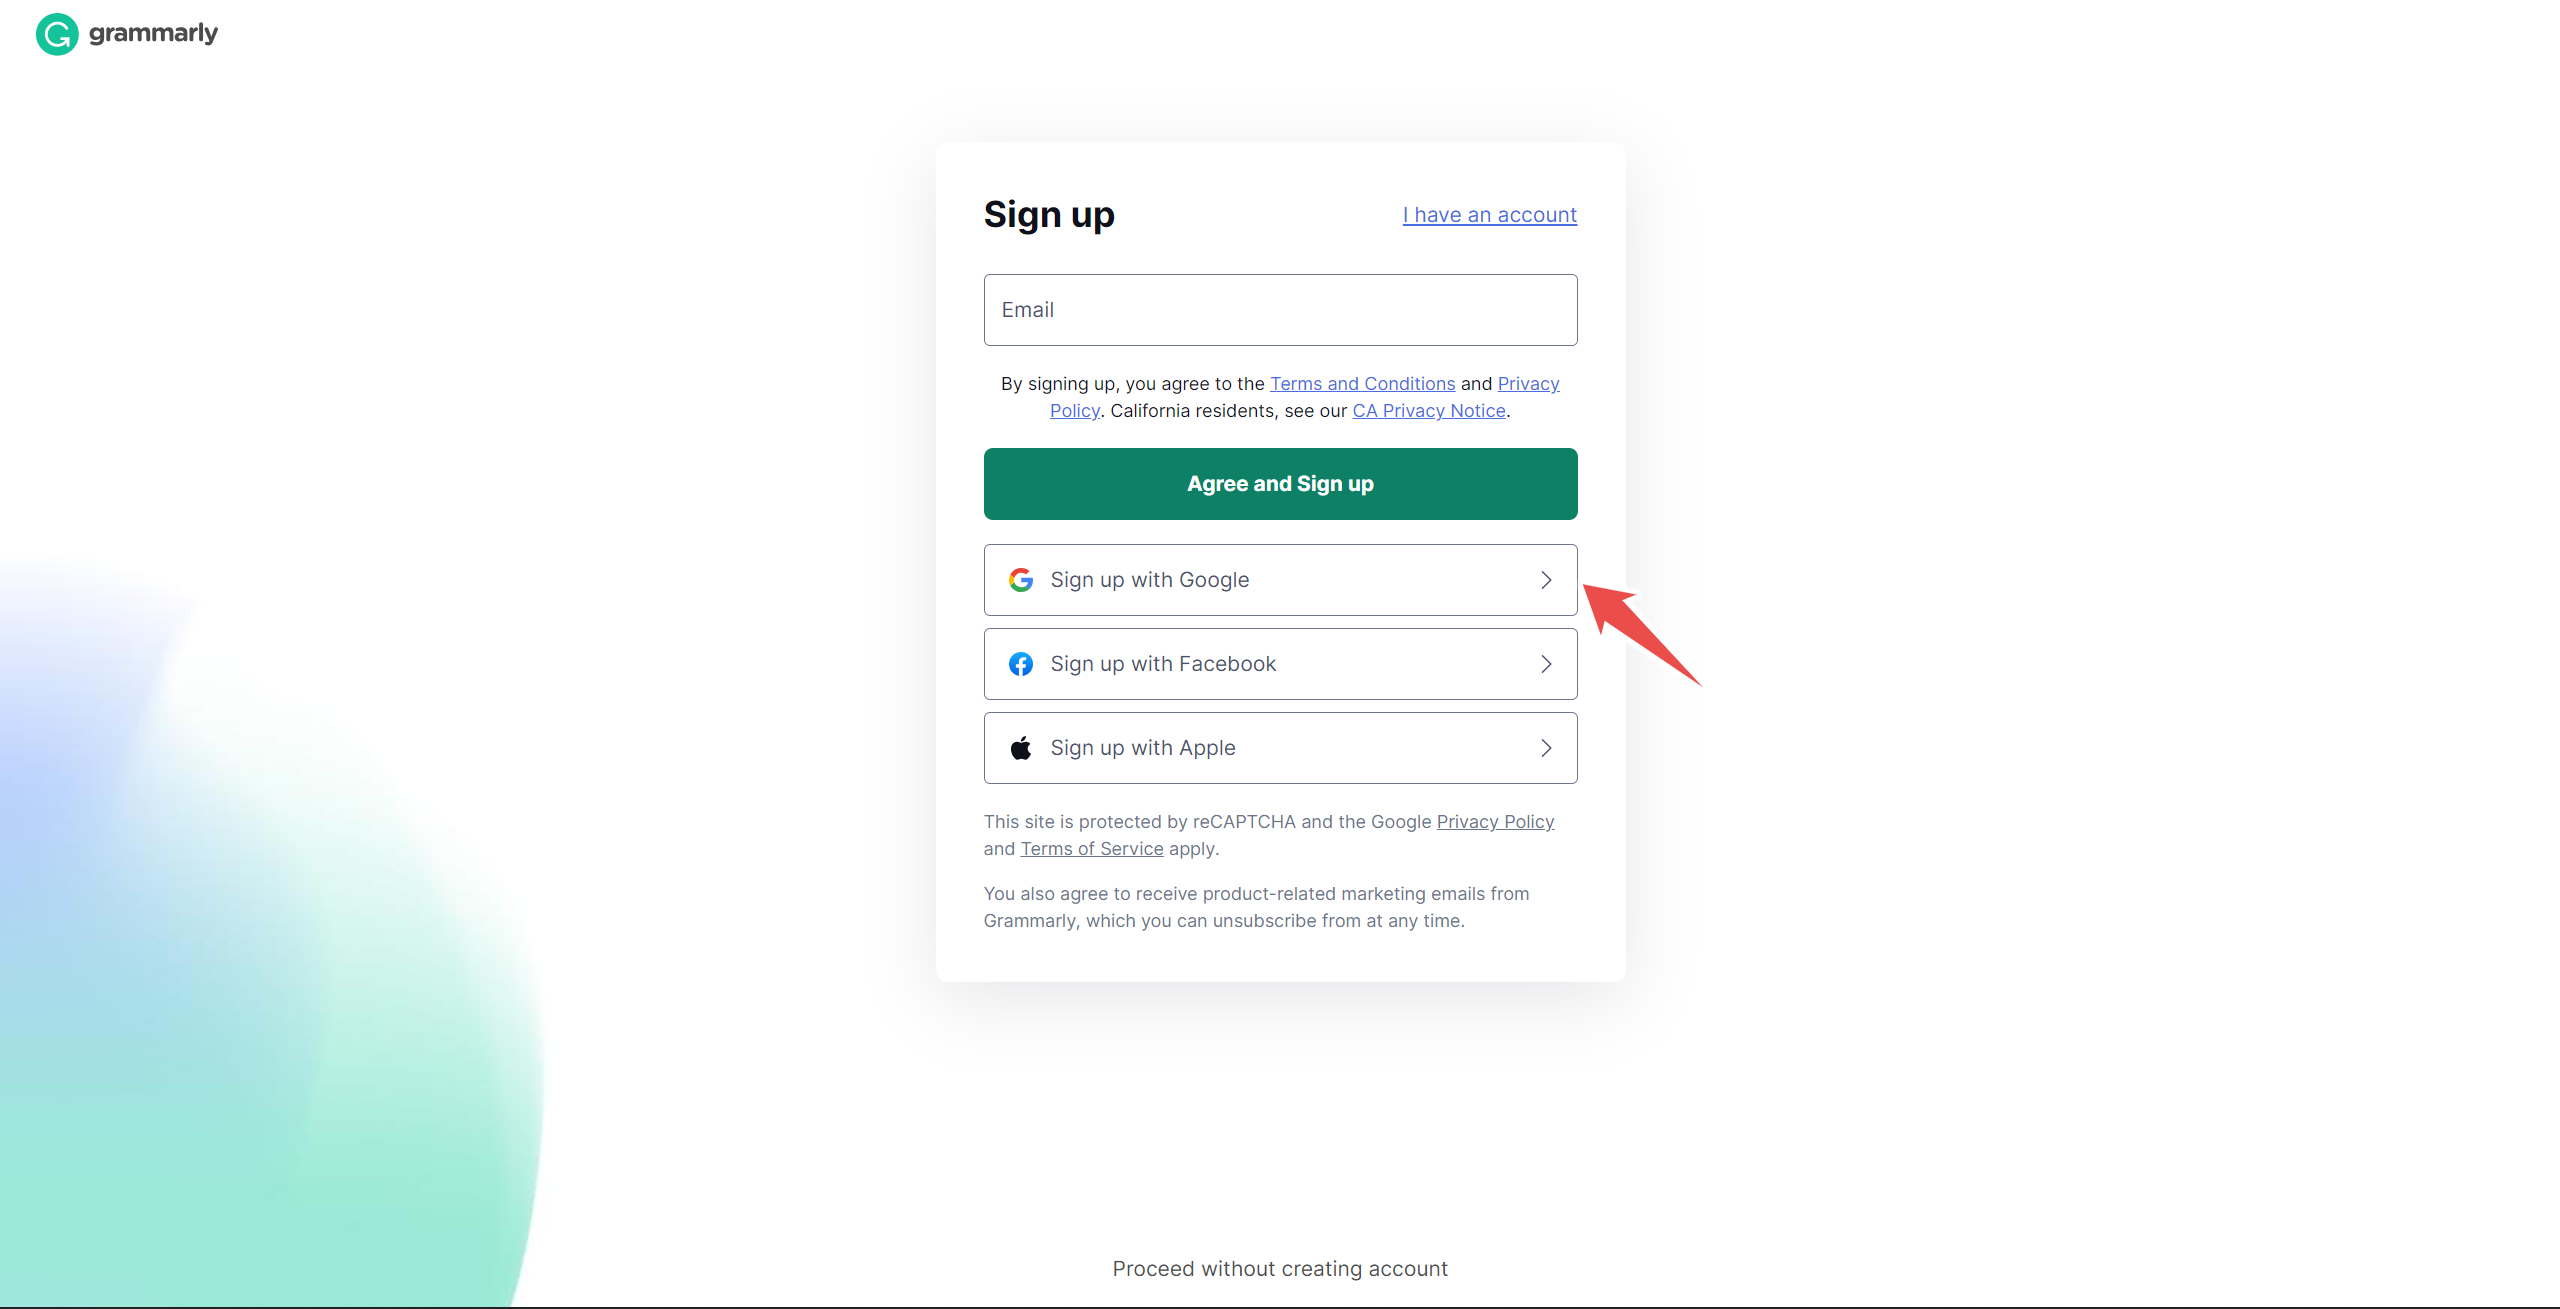 grammarly
Sign up
I have an account
Email
By signing up, you agree to the Terms and Conditions and Privacy
Policy. California residents, see our CA Privacy Notice.
Agree and Sign up
Sign up with Google
Sign up with Facebook
Sign up with Apple
This site is protected by reCAPTCHA and the Google Privacy Policy
and Terms of Service apply.
You also agree to receive product-related marketing emails from
Grammarly, which you can unsubscribe from at any time.
Proceed without creating account